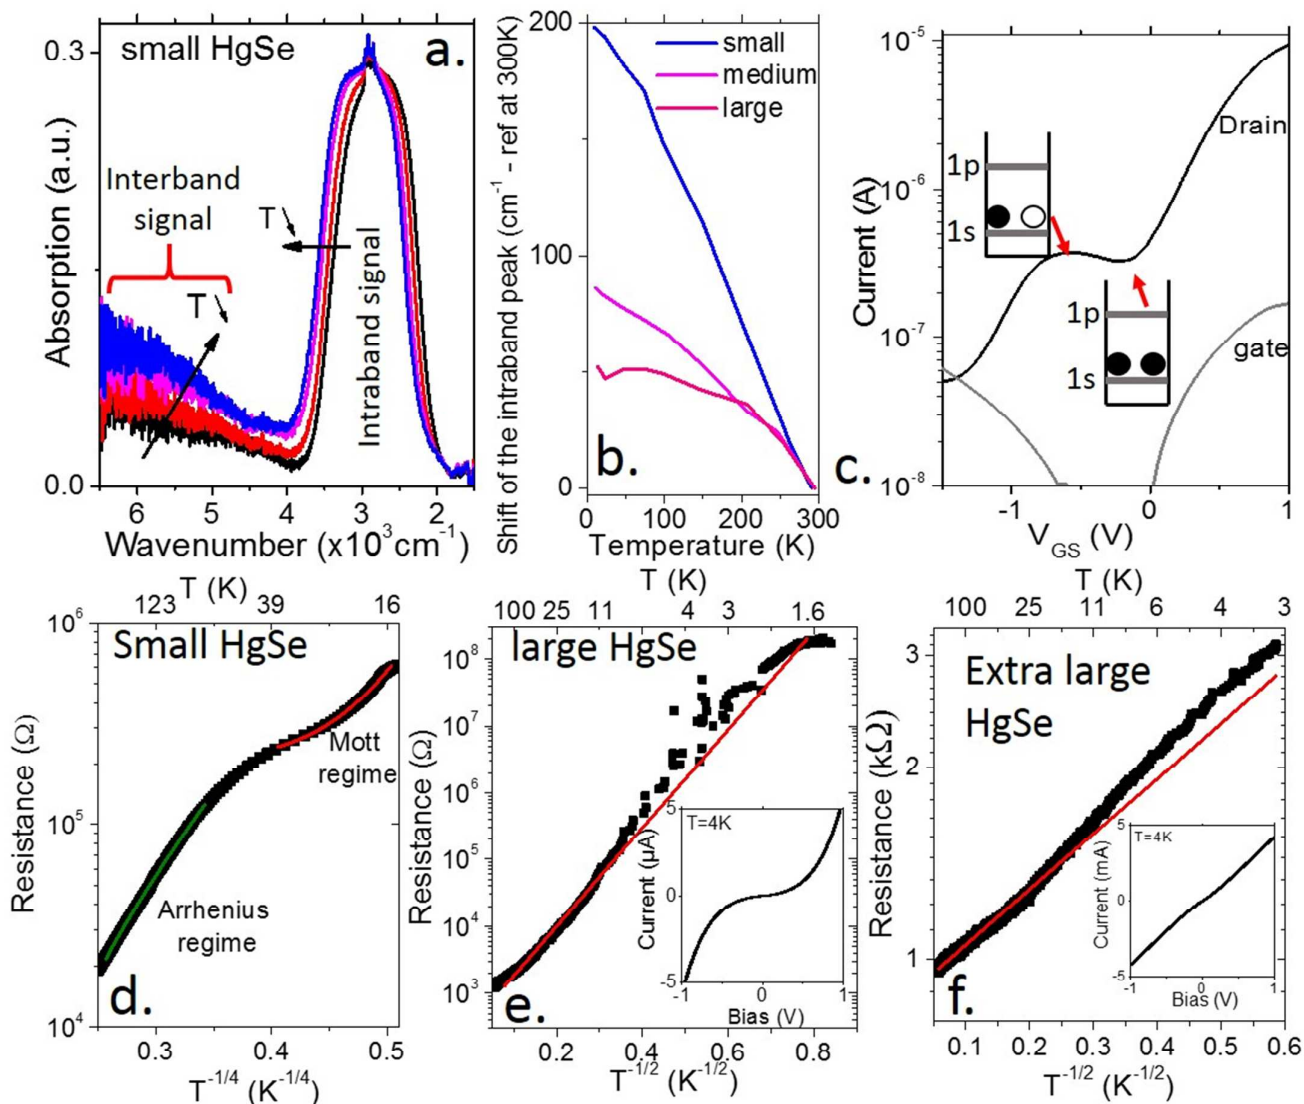 small HgSe
a.
0.3
0.0
Absorption (a.u.)
Interband
signal
T
T
Intraband signal
6
5
4
3
2
Wavenumber (x10³cm⁻¹)
Shift of the intraband peak (cm⁻¹ - ref at 300K)
200
100
0
small
medium
large
b.
0
100
200
300
Temperature (K)
Current (A)
10⁻⁵
10⁻⁶
10⁻⁷
10⁻⁸
Drain
gate
1p
1s
1p
1s
c.
-1
0
1
V_GS (V)
T (K)
123
39
16
Small HgSe
Resistance (Ω)
10⁶
10⁵
10⁴
Mott
regime
Arrhenius
regime
d.
0.3
0.4
0.5
T⁻¹/⁴ (K⁻¹/⁴)
T (K)
100
25
11
4
3
1.6
large HgSe
Resistance (Ω)
10⁸
10⁷
10⁶
10⁵
10⁴
10³
T=4K
Current (µA)
5
0
-5
-1
0
1
Bias (V)
e.
0.2
0.4
0.6
0.8
T⁻¹/² (K⁻¹/²)
T (K)
100
25
11
6
4
3
Extra large
HgSe
Resistance (kΩ)
3
2
1
T=4K
Current (mA)
5
0
-5
-1
0
1
Bias (V)
f.
0.1
0.2
0.3
0.4
0.5
0.6
T⁻¹/² (K⁻¹/²)